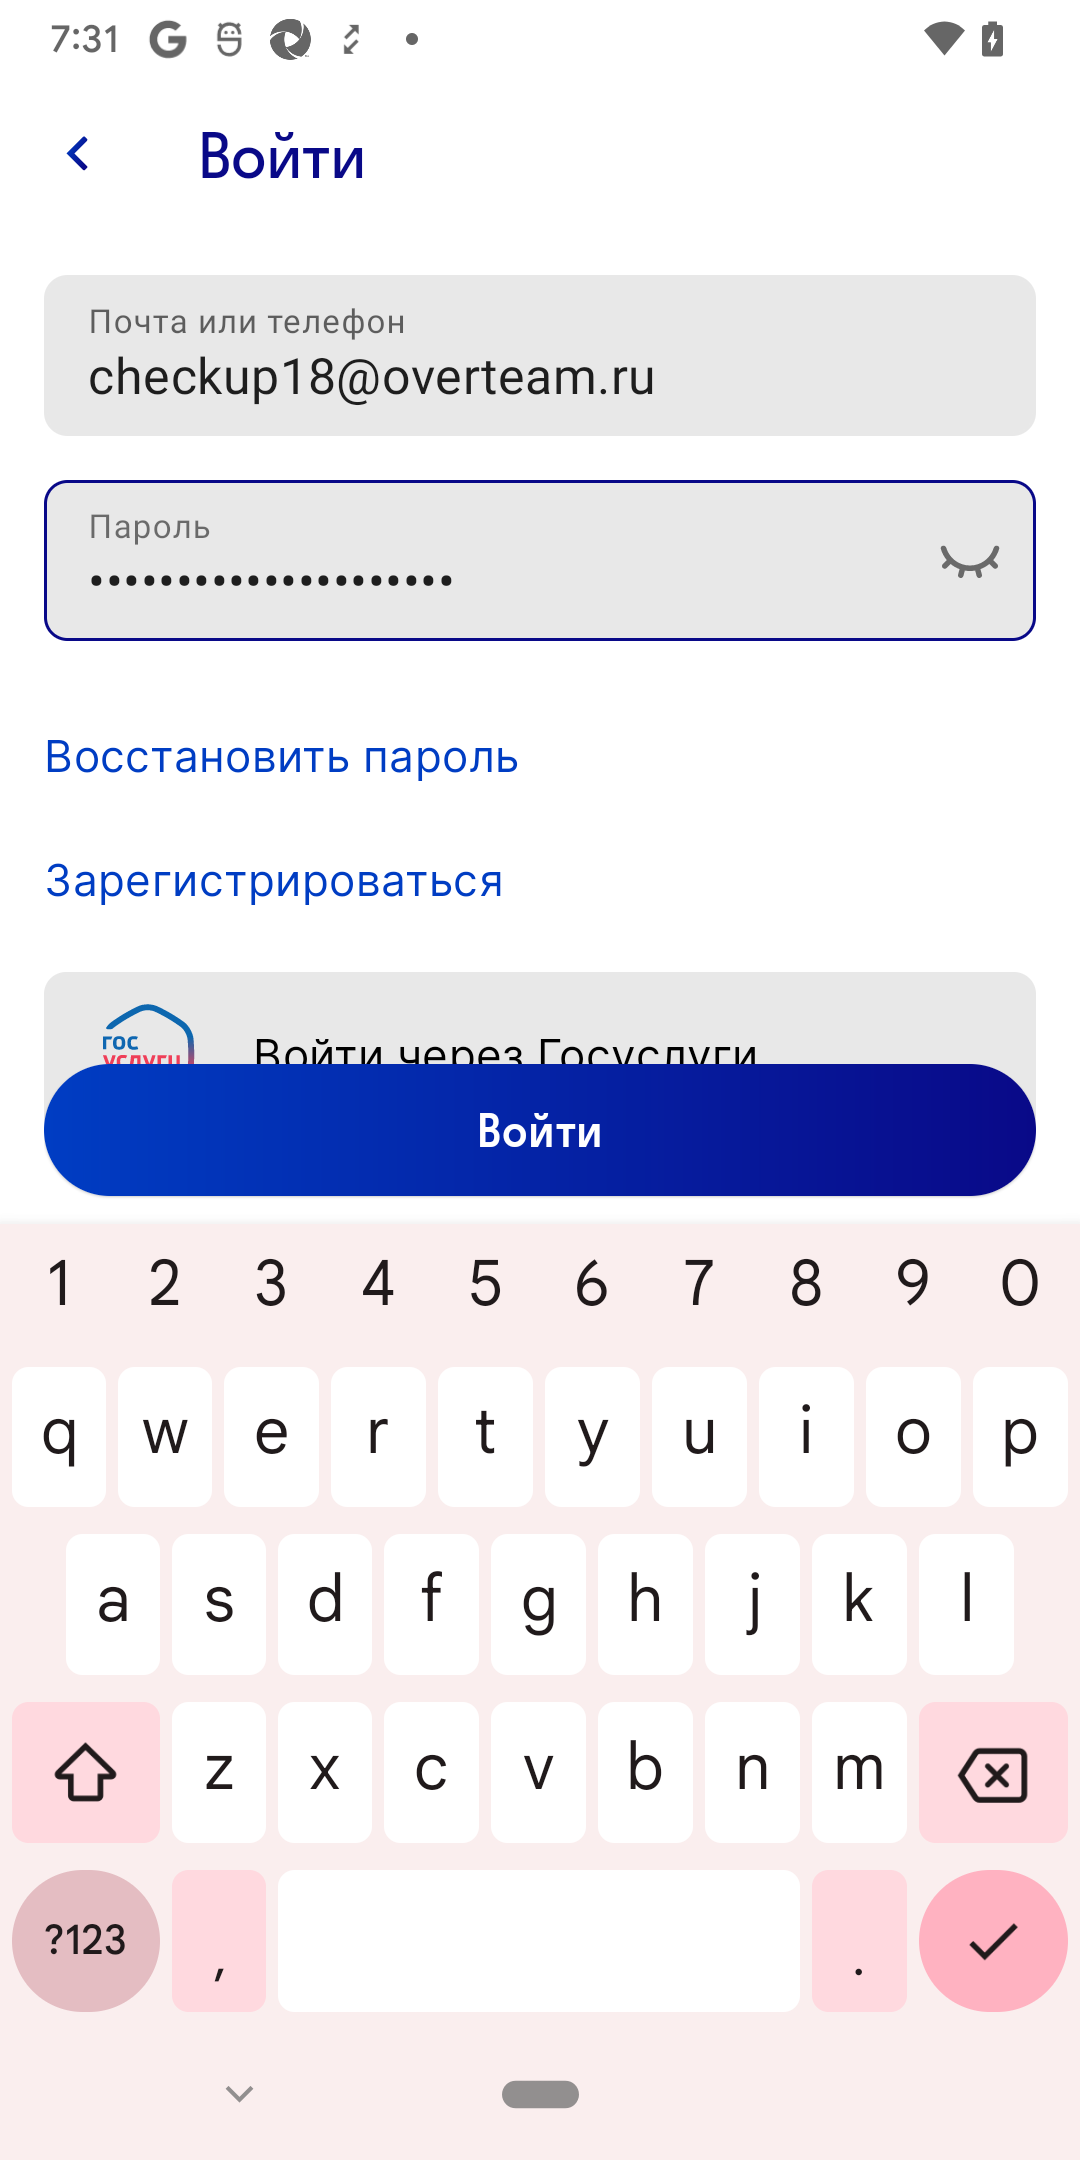 7:31
Войти
Почта или телефон
checkup18@overteam.ru
Пароль
•••••••••••••••••••••
Восстановить пароль
Зарегистрироваться
гос
услуги
Войти через Госуслуги
Войти
1 2 3 4 5 6 7 8 9 0
q w e r t y u i o p
a s d f g h j k l
z x c v b n m
?123 , .